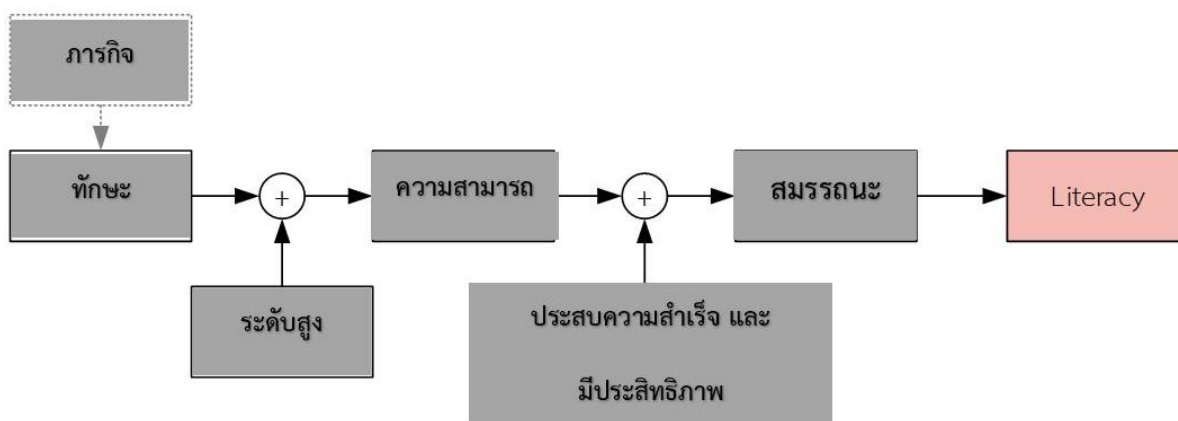 ภารกิจ
ทักษะ
+
ความสามารถ
+
สมรรถนะ
Literacy
ระดับสูง
ประสบความสำเร็จ และ
มีประสิทธิภาพ